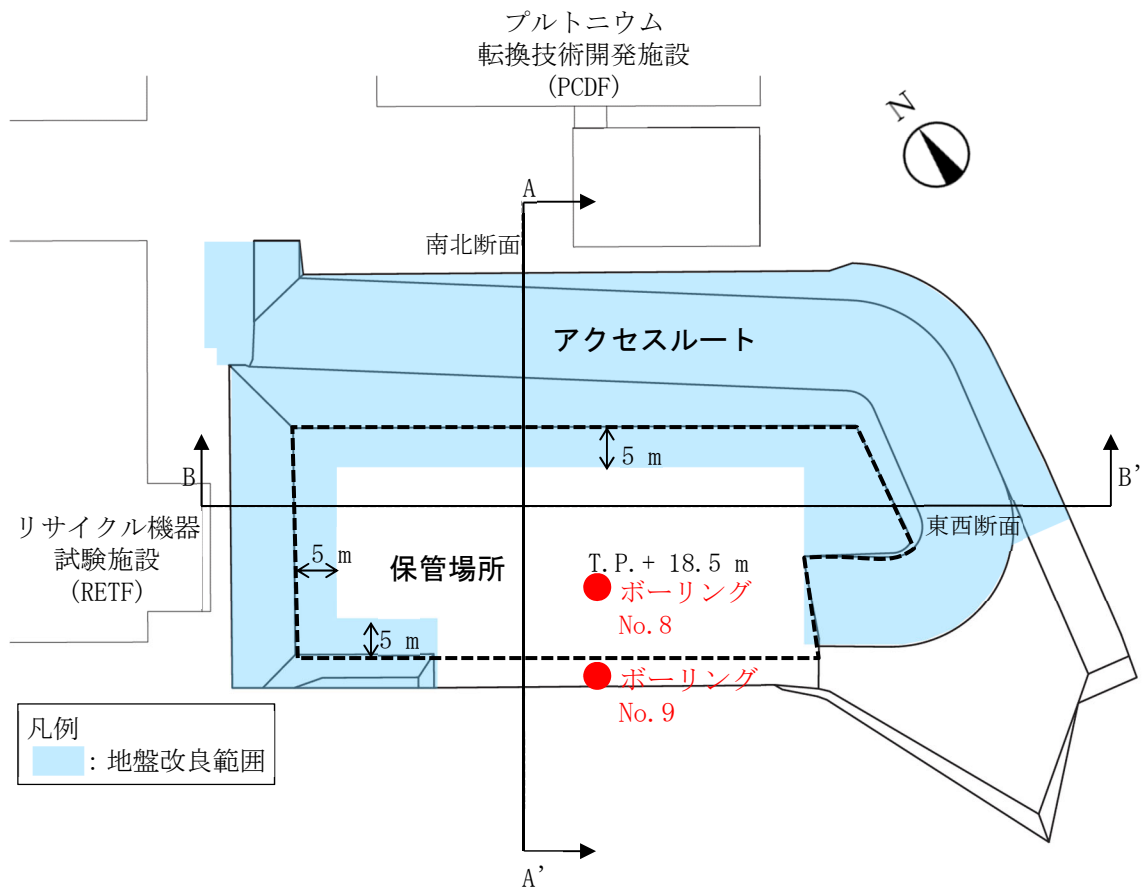 プルトニウム
転換技術開発施設
(PCDF)
N
A
南北断面
アクセスルート
5 m
B
B'
東西断面
リサイクル機器
試験施設
(RETF)
5 m
保管場所
T.P.+ 18.5 m
ボーリング
No.8
5 m
ボーリング
No.9
凡例
：地盤改良範囲
A'